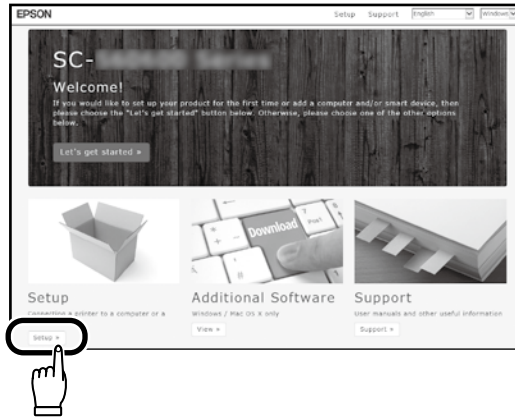 EPSON
Setup Support English Windows
SC-
Welcome!
If you would like to set up your product for the first time or add a computer and/or smart device, then
please choose the "Let's get started" button below. Otherwise, please choose one of the other options
below.
Let's get started »
Download
Setup
Connecting a printer to a computer or a
Setup »
Additional Software
Windows / Mac OS X only
View »
Support
User manuals and other useful information
Support »